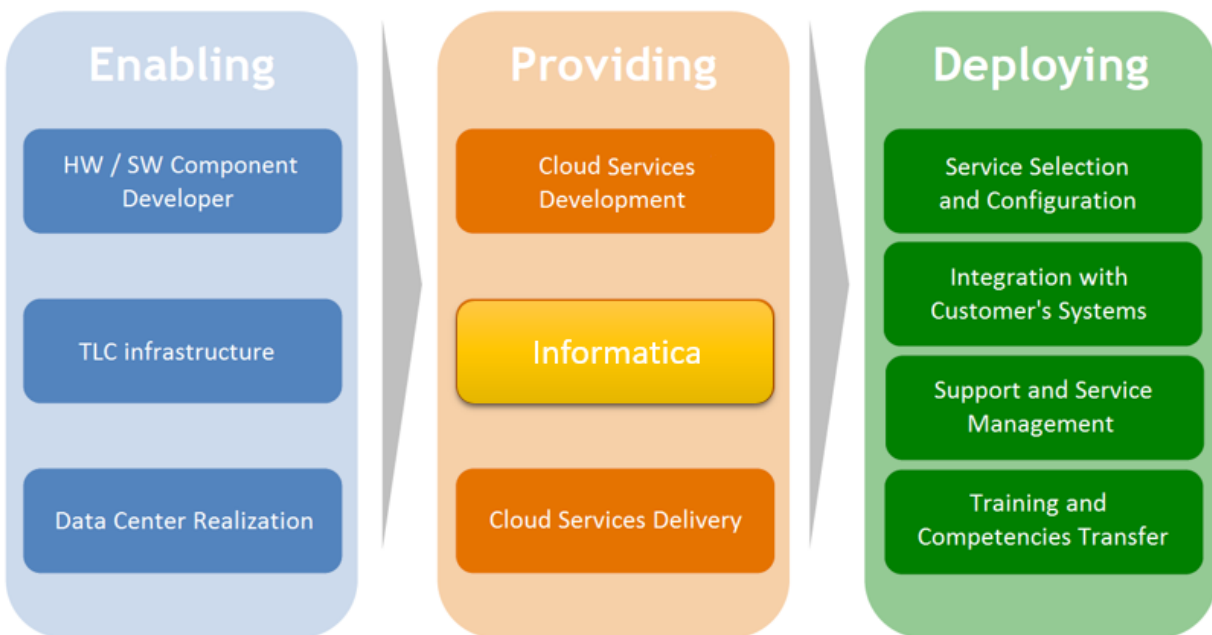 Enabling
HW / SW Component
Developer
TLC infrastructure
Data Center Realization
Providing
Cloud Services
Development
Informatica
Cloud Services Delivery
Deploying
Service Selection
and Configuration
Integration with
Customer's Systems
Support and Service
Management
Training and
Competencies Transfer